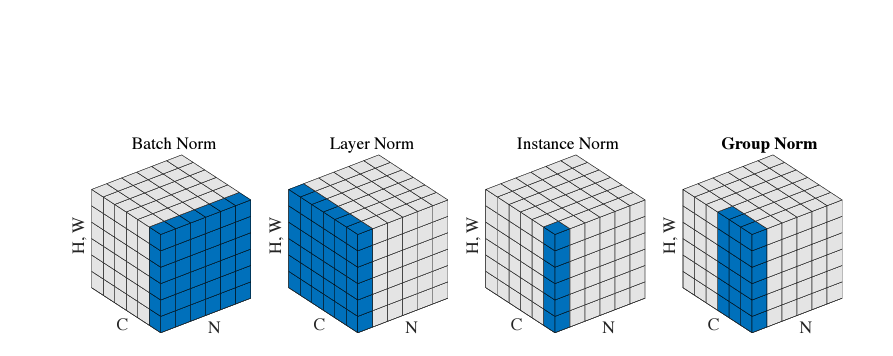 Batch Norm
Layer Norm
Instance Norm
Group Norm
H, W
C
N
H, W
C
N
H, W
C
N
H, W
C
N